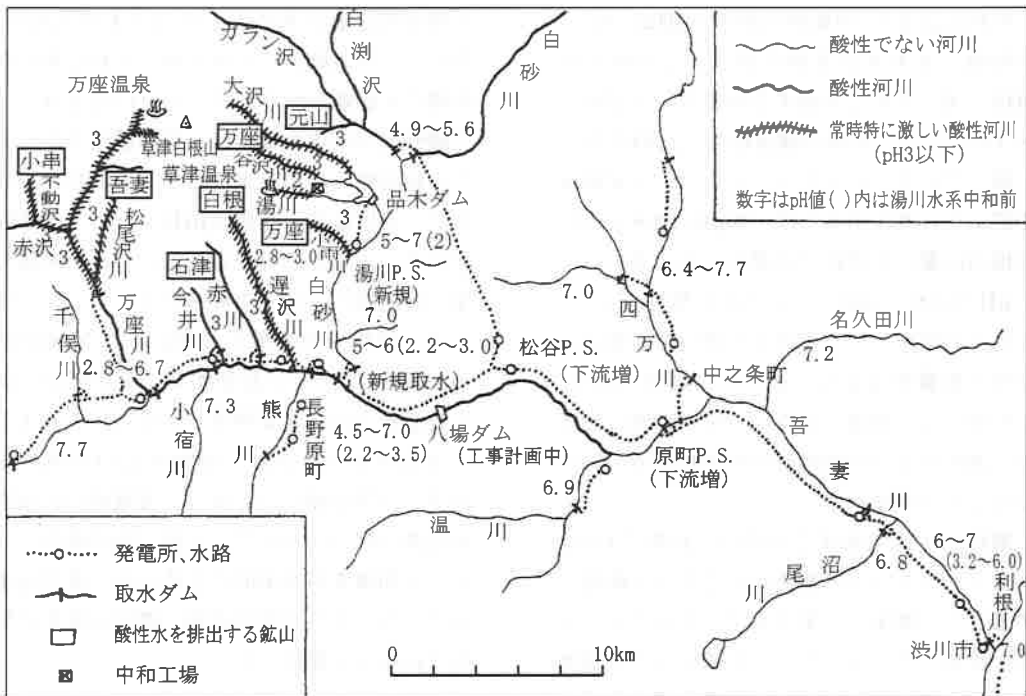 ガラン沢
白渕沢
白砂川
酸性でない河川
酸性河川
常時特に激しい酸性河川
(pH3以下)
数字はpH値( )内は湯川水系中和前
万座温泉
大沢川
元山
3
4.9~5.6
3
草津白根山
万座
谷沢川
小串
不動沢
吾妻
草津温泉
白根
湯川
品木ダム
3
3
松尾沢川
万座
小雨川
5~7(2)
赤沢
3
3
2.8~3.0
湯川P.S.
(新規)
石津
今井川
赤川
3
遅沢川
3
白砂川
7.0
6.4~7.7
7.0
四万川
名久田川
7.2
千俣川
万座川
2.8~6.7
5~6(2.2~3.0)
(新規取水)
松谷P.S.
(下流増)
中之条町
7.3
小宿川
熊川
長野原町
7.7
4.5~7.0
(2.2~3.5)
八場ダム
(工事計画中)
原町P.S.
(下流増)
吾妻川
6.9
温川
6~7
(3.2~6.0)
6.8
尾沼川
利根川
渋川市
7.0
発電所、水路
取水ダム
酸性水を排出する鉱山
中和工場
0
10km